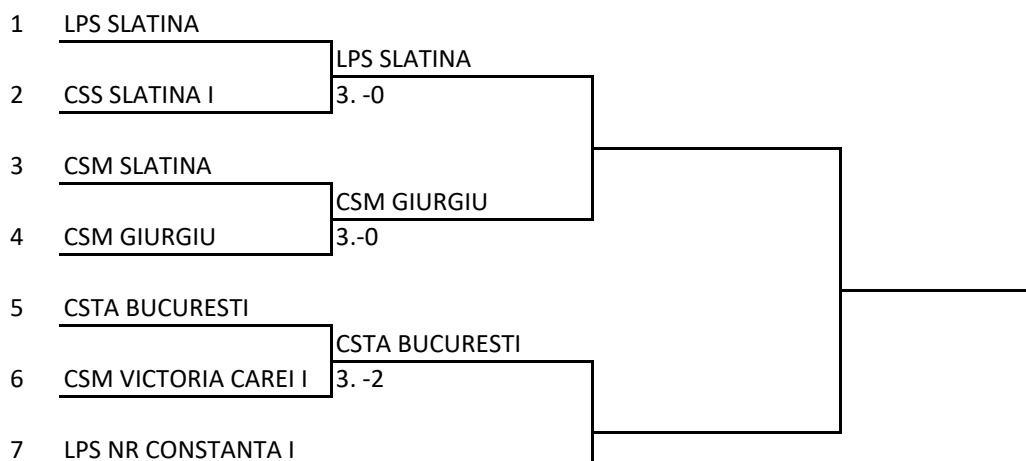 1 LPS SLATINA
LPS SLATINA
2 CSS SLATINA I 3. -0
3 CSM SLATINA
CSM GIURGIU
4 CSM GIURGIU 3.-0
5 CSTA BUCURESTI
CSTA BUCURESTI
6 CSM VICTORIA CAREI I 3. -2
7 LPS NR CONSTANTA I